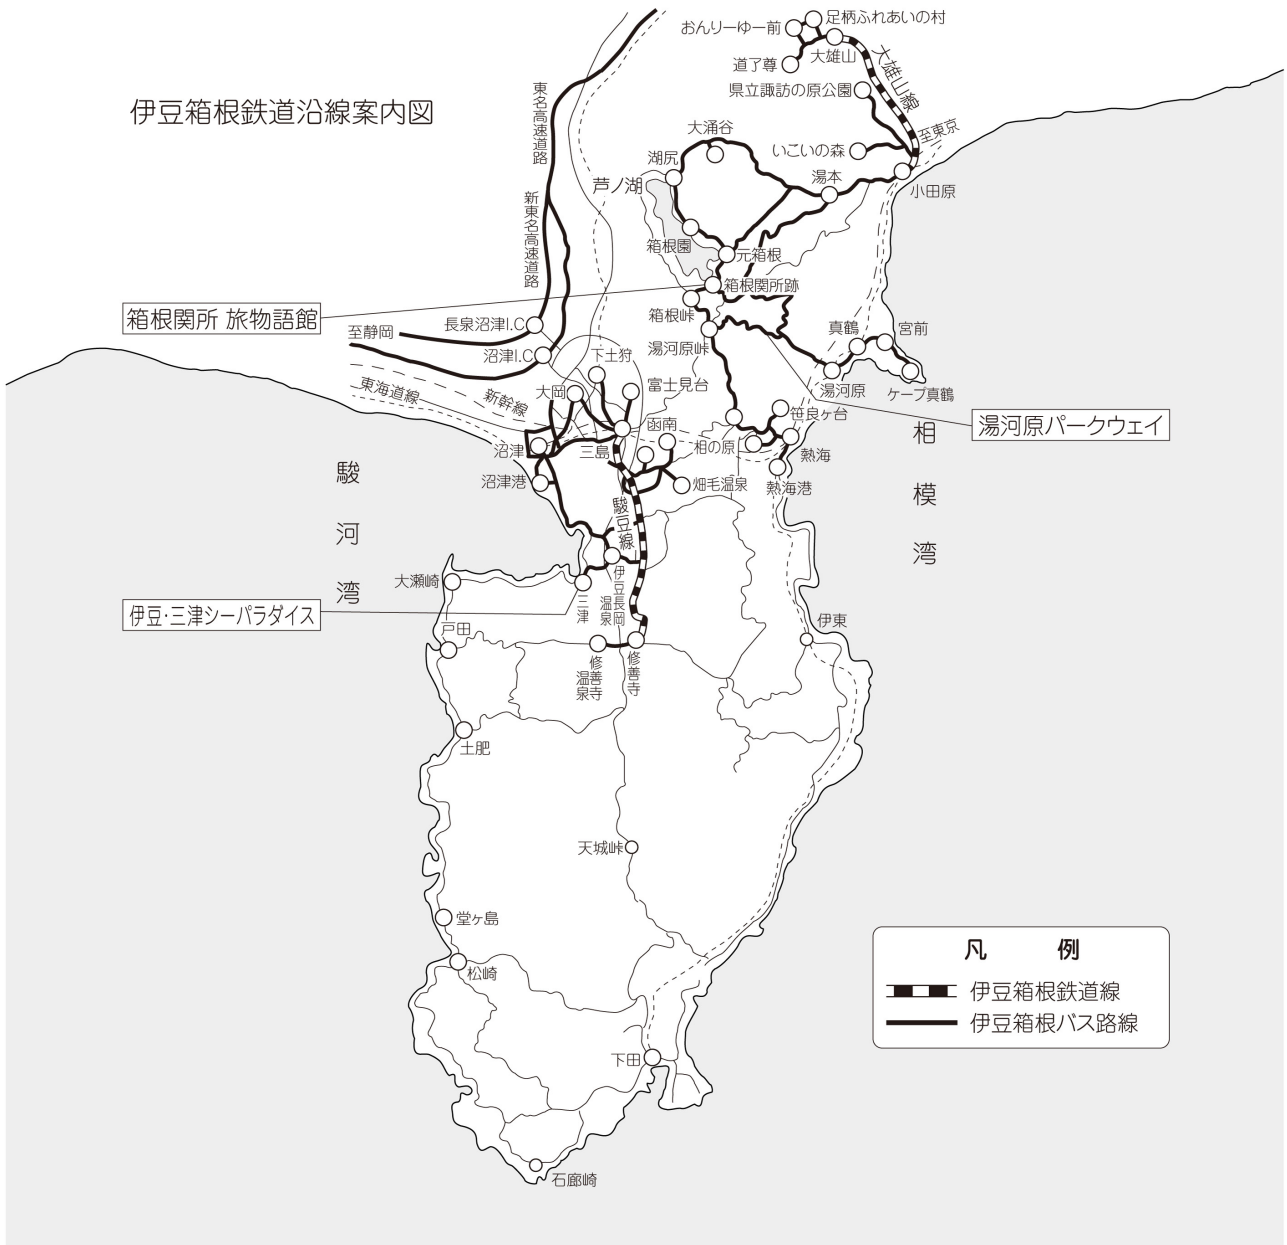 伊豆箱根鉄道沿線案内図
おんりーゆー前
足柄ふれあいの村
道了尊
大雄山
大雄山線
県立諏訪の原公園
至東京
いこいの森
小田原
大涌谷
湖尻
湯本
芦ノ湖
箱根園
元箱根
箱根関所跡
東名高速道路
新東名高速道路
箱根関所 旅物語館
長泉沼津I.C
至静岡
沼津I.C
箱根峠
湯河原峠
真鶴
宮前
湯河原
ケープ真鶴
湯河原パークウェイ
下土狩
大岡
富士見台
東海道線
新幹線
沼津
三島
函南
相の原
笹良ヶ台
熱海
熱海港
沼津港
畑毛温泉
駿河湾
相模湾
駿豆線
大瀬崎
三津
伊豆長岡温泉
伊豆・三津シーパラダイス
戸田
伊東
修善寺温泉
修善寺
土肥
天城峠
堂ヶ島
松崎
下田
石廊崎
凡 例
伊豆箱根鉄道線
伊豆箱根バス路線